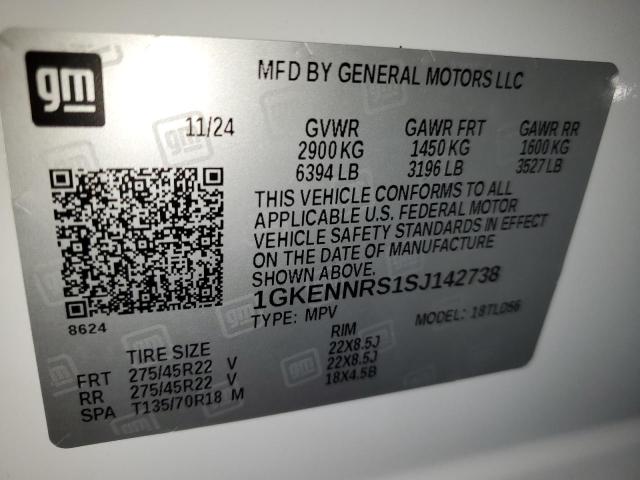 gm
MFD BY GENERAL MOTORS LLC
11/24 GVWR GAWR FRT GAWR RR
2900 KG 1450 KG 1600 KG
6394 LB 3196 LB 3527 LB
THIS VEHICLE CONFORMS TO ALL
APPLICABLE U.S. FEDERAL MOTOR
VEHICLE SAFETY STANDARDS IN EFFECT
ON THE DATE OF MANUFACTURE
SHOWN ABOVE.
8624
1GKENNRS1SJ142738
TYPE: MPV MODEL: 18TLD56
TIRE SIZE RIM
FRT 275/45R22 V 22X8.5J
RR 275/45R22 V 22X8.5J
SPA T135/70R18 M 18X4.5B